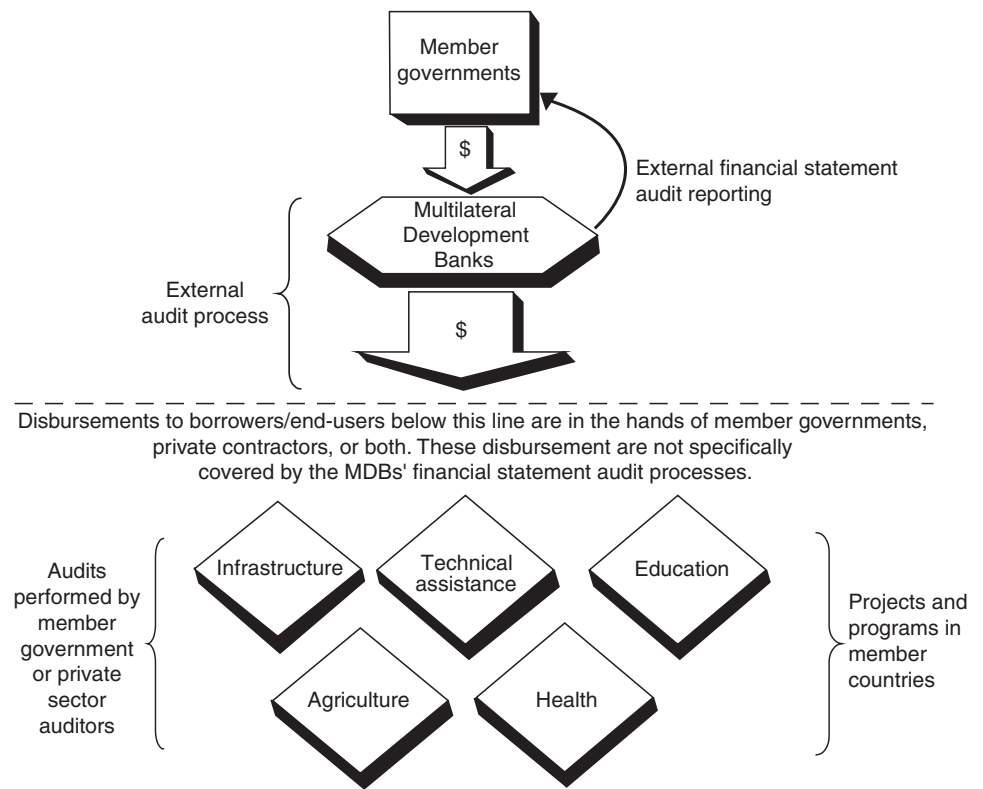 Member
governments
$
External financial statement
audit reporting
Multilateral
Development
Banks
External
audit process
$
Disbursements to borrowers/end-users below this line are in the hands of member governments,
private contractors, or both. These disbursement are not specifically
covered by the MDBs' financial statement audit processes.
Infrastructure
Technical
assistance
Education
Audits
performed by
member
government
or private
sector
auditors
Projects and
programs in
member
countries
Agriculture
Health